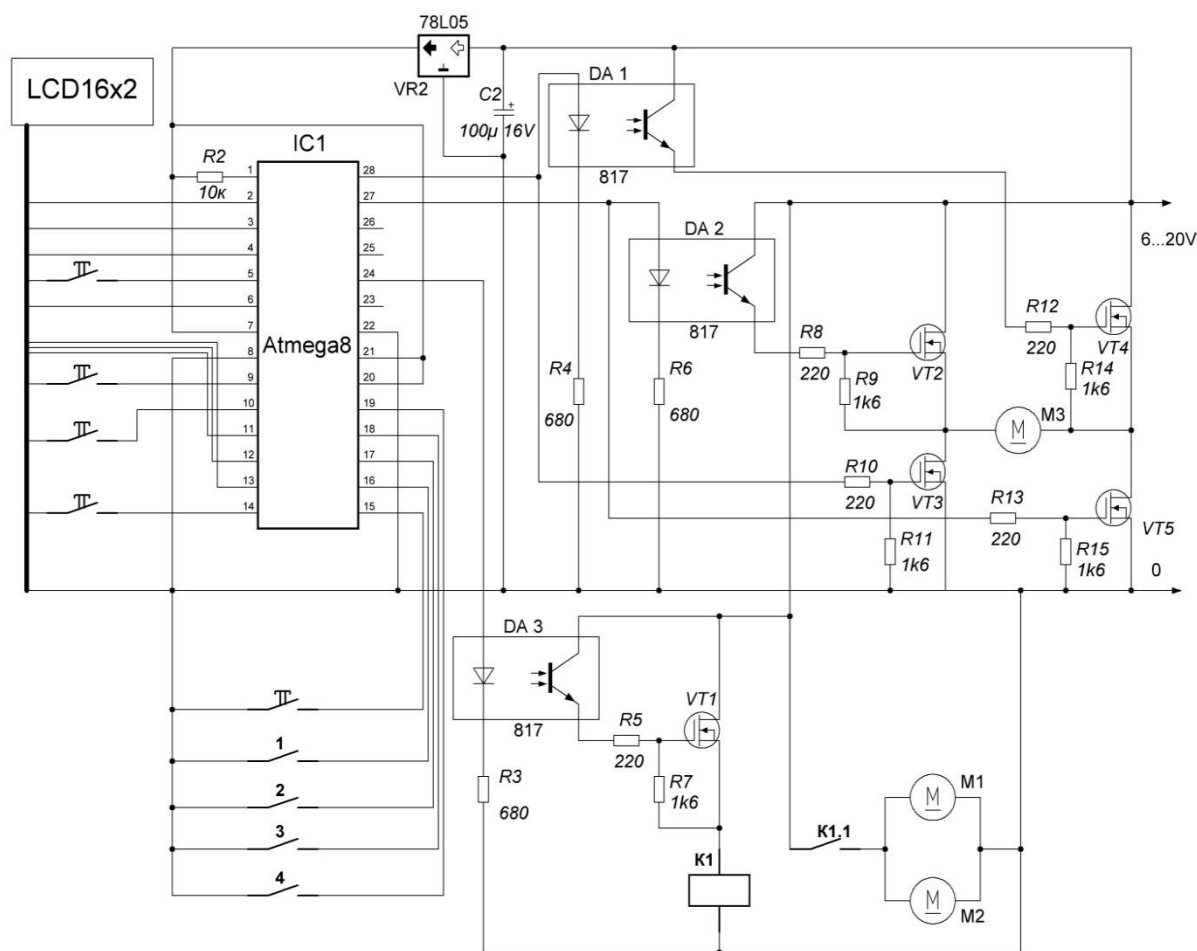 78L05
LCD16x2
VR2
C2
+
100µ 16V
DA 1
817
IC1
R2
10к
Atmega8
1
2
3
4
5
6
7
8
9
10
11
12
13
14
28
27
26
25
24
23
22
21
20
19
18
17
16
15
DA 2
817
6...20V
R4
680
R6
680
R8
220
R9
1k6
VT2
R12
220
VT4
R14
1k6
M3
M
R10
220
VT3
R11
1k6
R13
220
VT5
R15
1k6
0
DA 3
817
VT1
R5
220
R7
1k6
R3
680
1
2
3
4
K1
K1.1
M1
M
M
M2